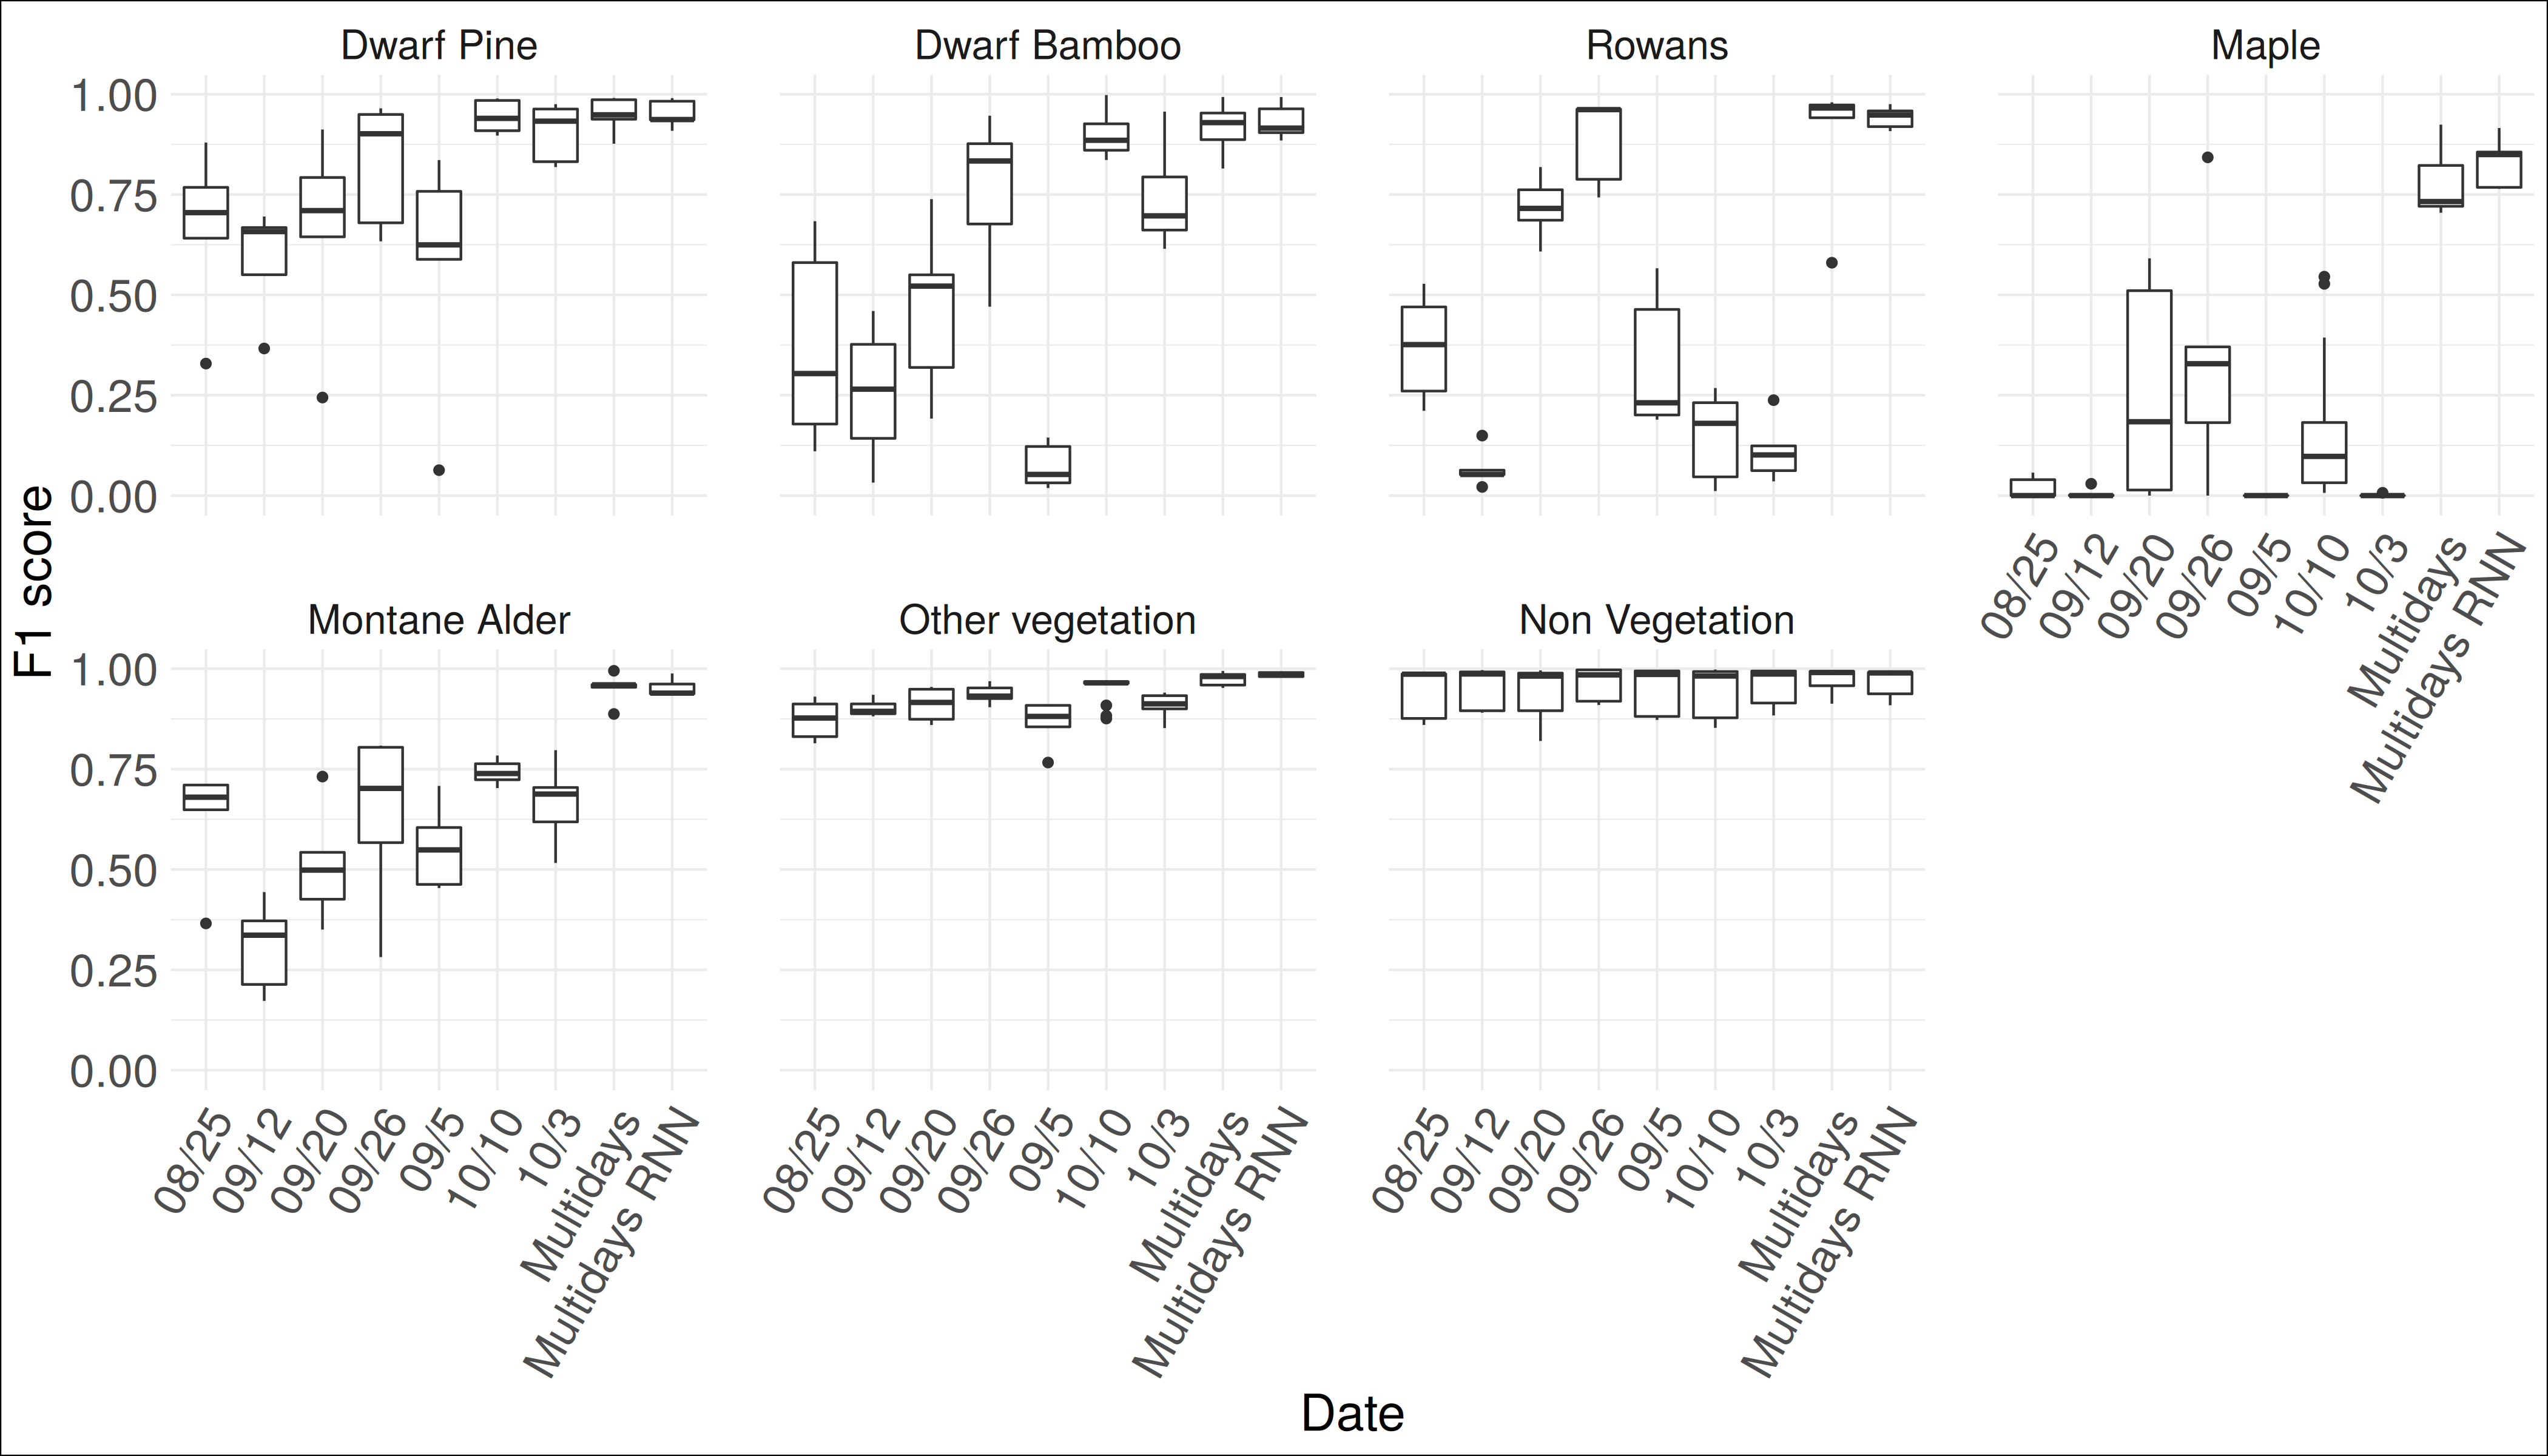 Dwarf Pine
Dwarf Bamboo
Rowans
Maple
F1 score
1.00
0.75
0.50
0.25
0.00
08/25
09/12
09/20
09/26
09/5
10/10
10/3
Multidays
Multidays RNN
Montane Alder
Other vegetation
Non Vegetation
1.00
0.75
0.50
0.25
0.00
08/25
09/12
09/20
09/26
09/5
10/10
10/3
Multidays
Multidays RNN
08/25
09/12
09/20
09/26
09/5
10/10
10/3
Multidays
Multidays RNN
08/25
09/12
09/20
09/26
09/5
10/10
10/3
Multidays
Multidays RNN
Date